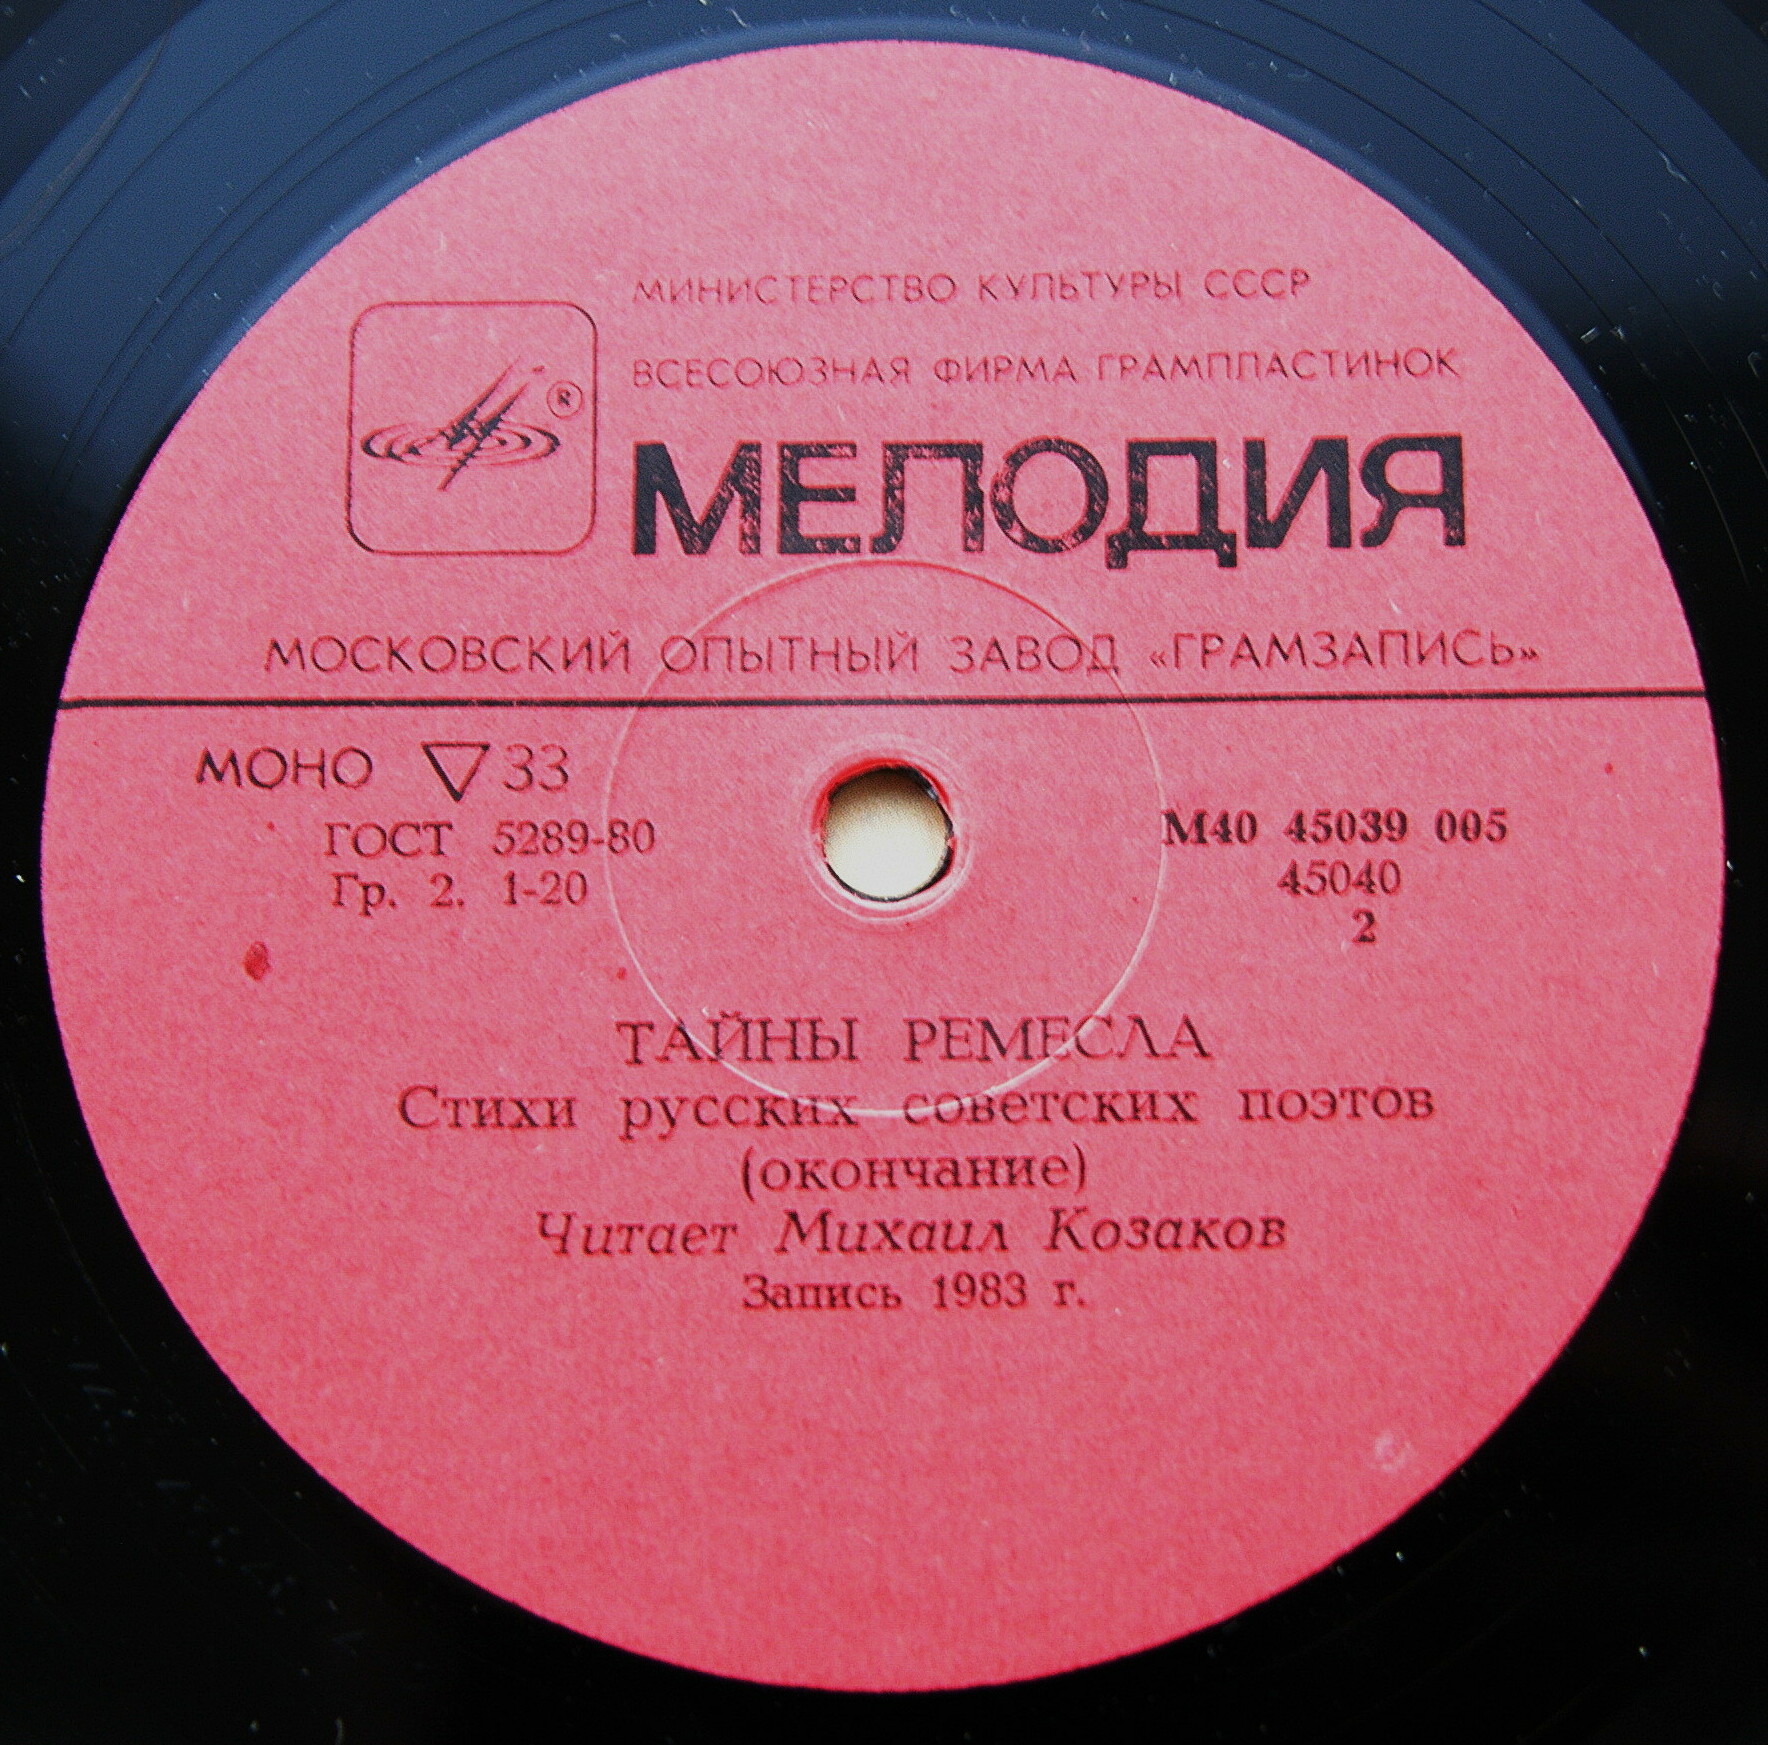 МИНИСТЕРСТВО КУЛЬТУРЫ СССР
ВСЕСОЮЗНАЯ ФИРМА ГРАМПЛАСТИНОК
®
МЕЛОДИЯ
МОСКОВСКИЙ ОПЫТНЫЙ ЗАВОД «ГРАМЗАПИСЬ»
МОНО ▽ 33
ГОСТ 5289-80
Гр. 2. 1-20
М40 45039 005
45040
2
ТАЙНЫ РЕМЕСЛА
Стихи русских советских поэтов
(окончание)
Читает Михаил Козаков
Запись 1983 г.